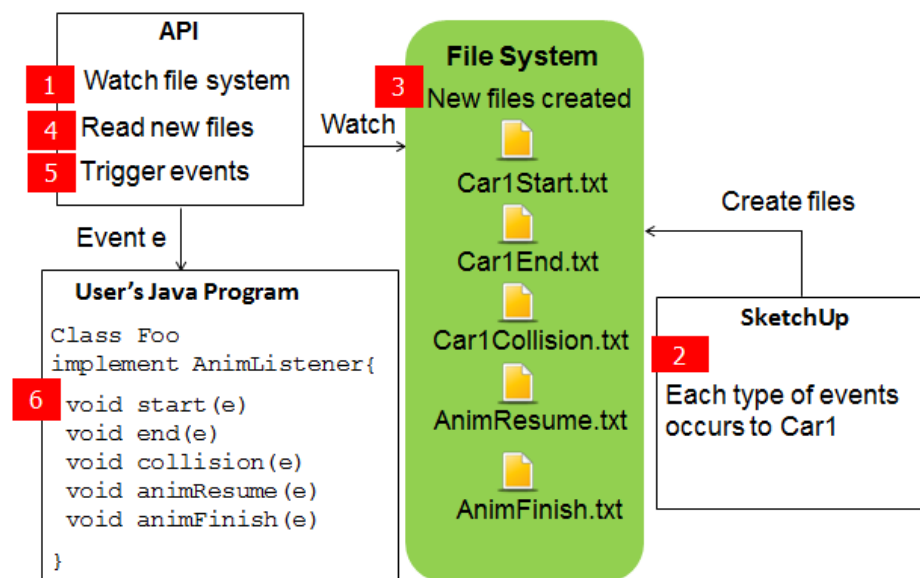 API
1 Watch file system
4 Read new files
5 Trigger events
Watch
Event e
File System
3 New files created
Car1Start.txt
Car1End.txt
Car1Collision.txt
AnimResume.txt
AnimFinish.txt
Create files
SketchUp
2
Each type of events
occurs to Car1
User's Java Program
Class Foo
implement AnimListener{
6
void start(e)
void end(e)
void collision(e)
void animResume(e)
void animFinish(e)
}